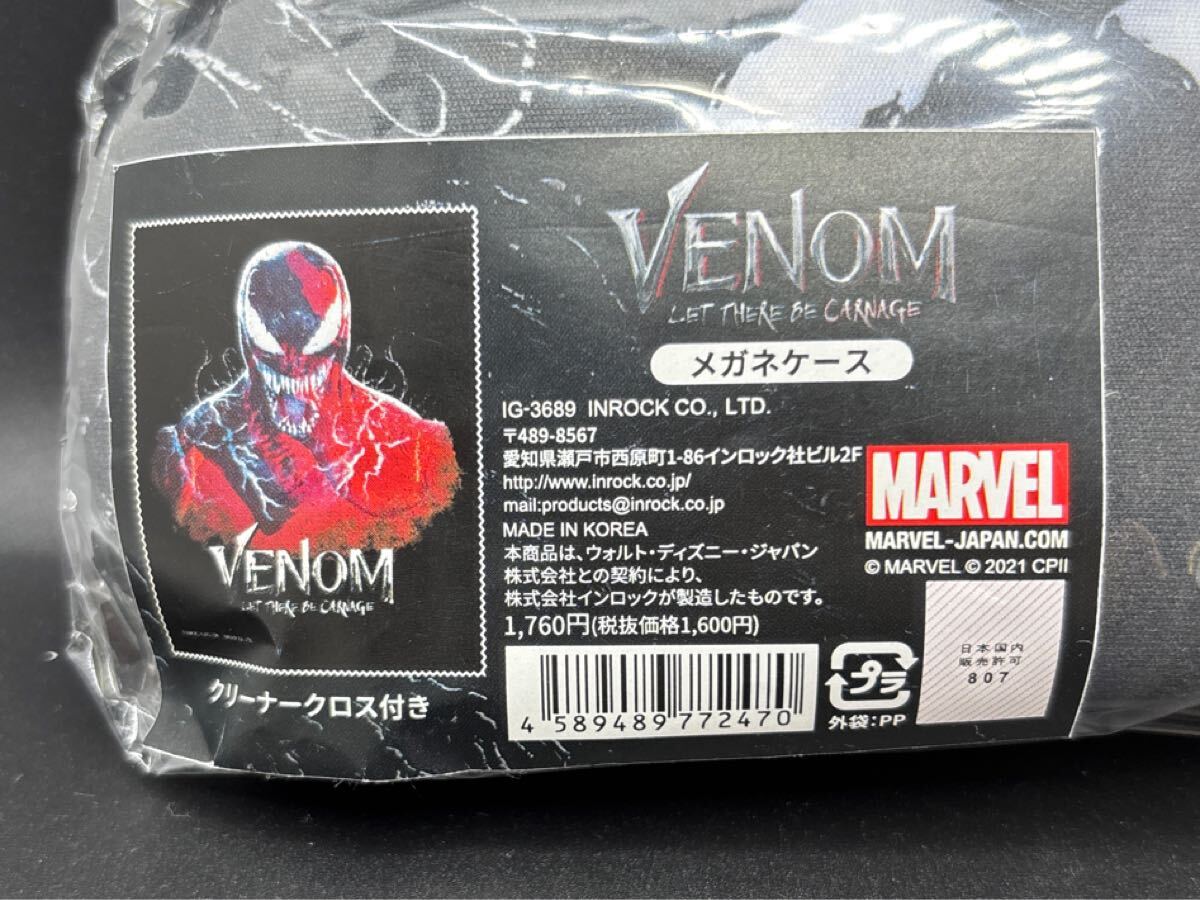 VENOM
LET THERE BE CARNAGE
メガネケース
IG-3689 INROCK CO., LTD.
〒489-8567
愛知県瀬戸市西原町1-86インロック社ビル2F
http://www.inrock.co.jp/
mail:products@inrock.co.jp
MADE IN KOREA
本商品は、ウォルト・ディズニー・ジャパン
株式会社との契約により、
株式会社インロックが製造したものです。
1,760円(税抜価格1,600円)
4 589489 772470
プラ
外袋:PP
MARVEL
MARVEL-JAPAN.COM
© MARVEL © 2021 CPII
日本国内
販売許可
807
VENOM
LET THERE BE CARNAGE
クリーナークロス付き